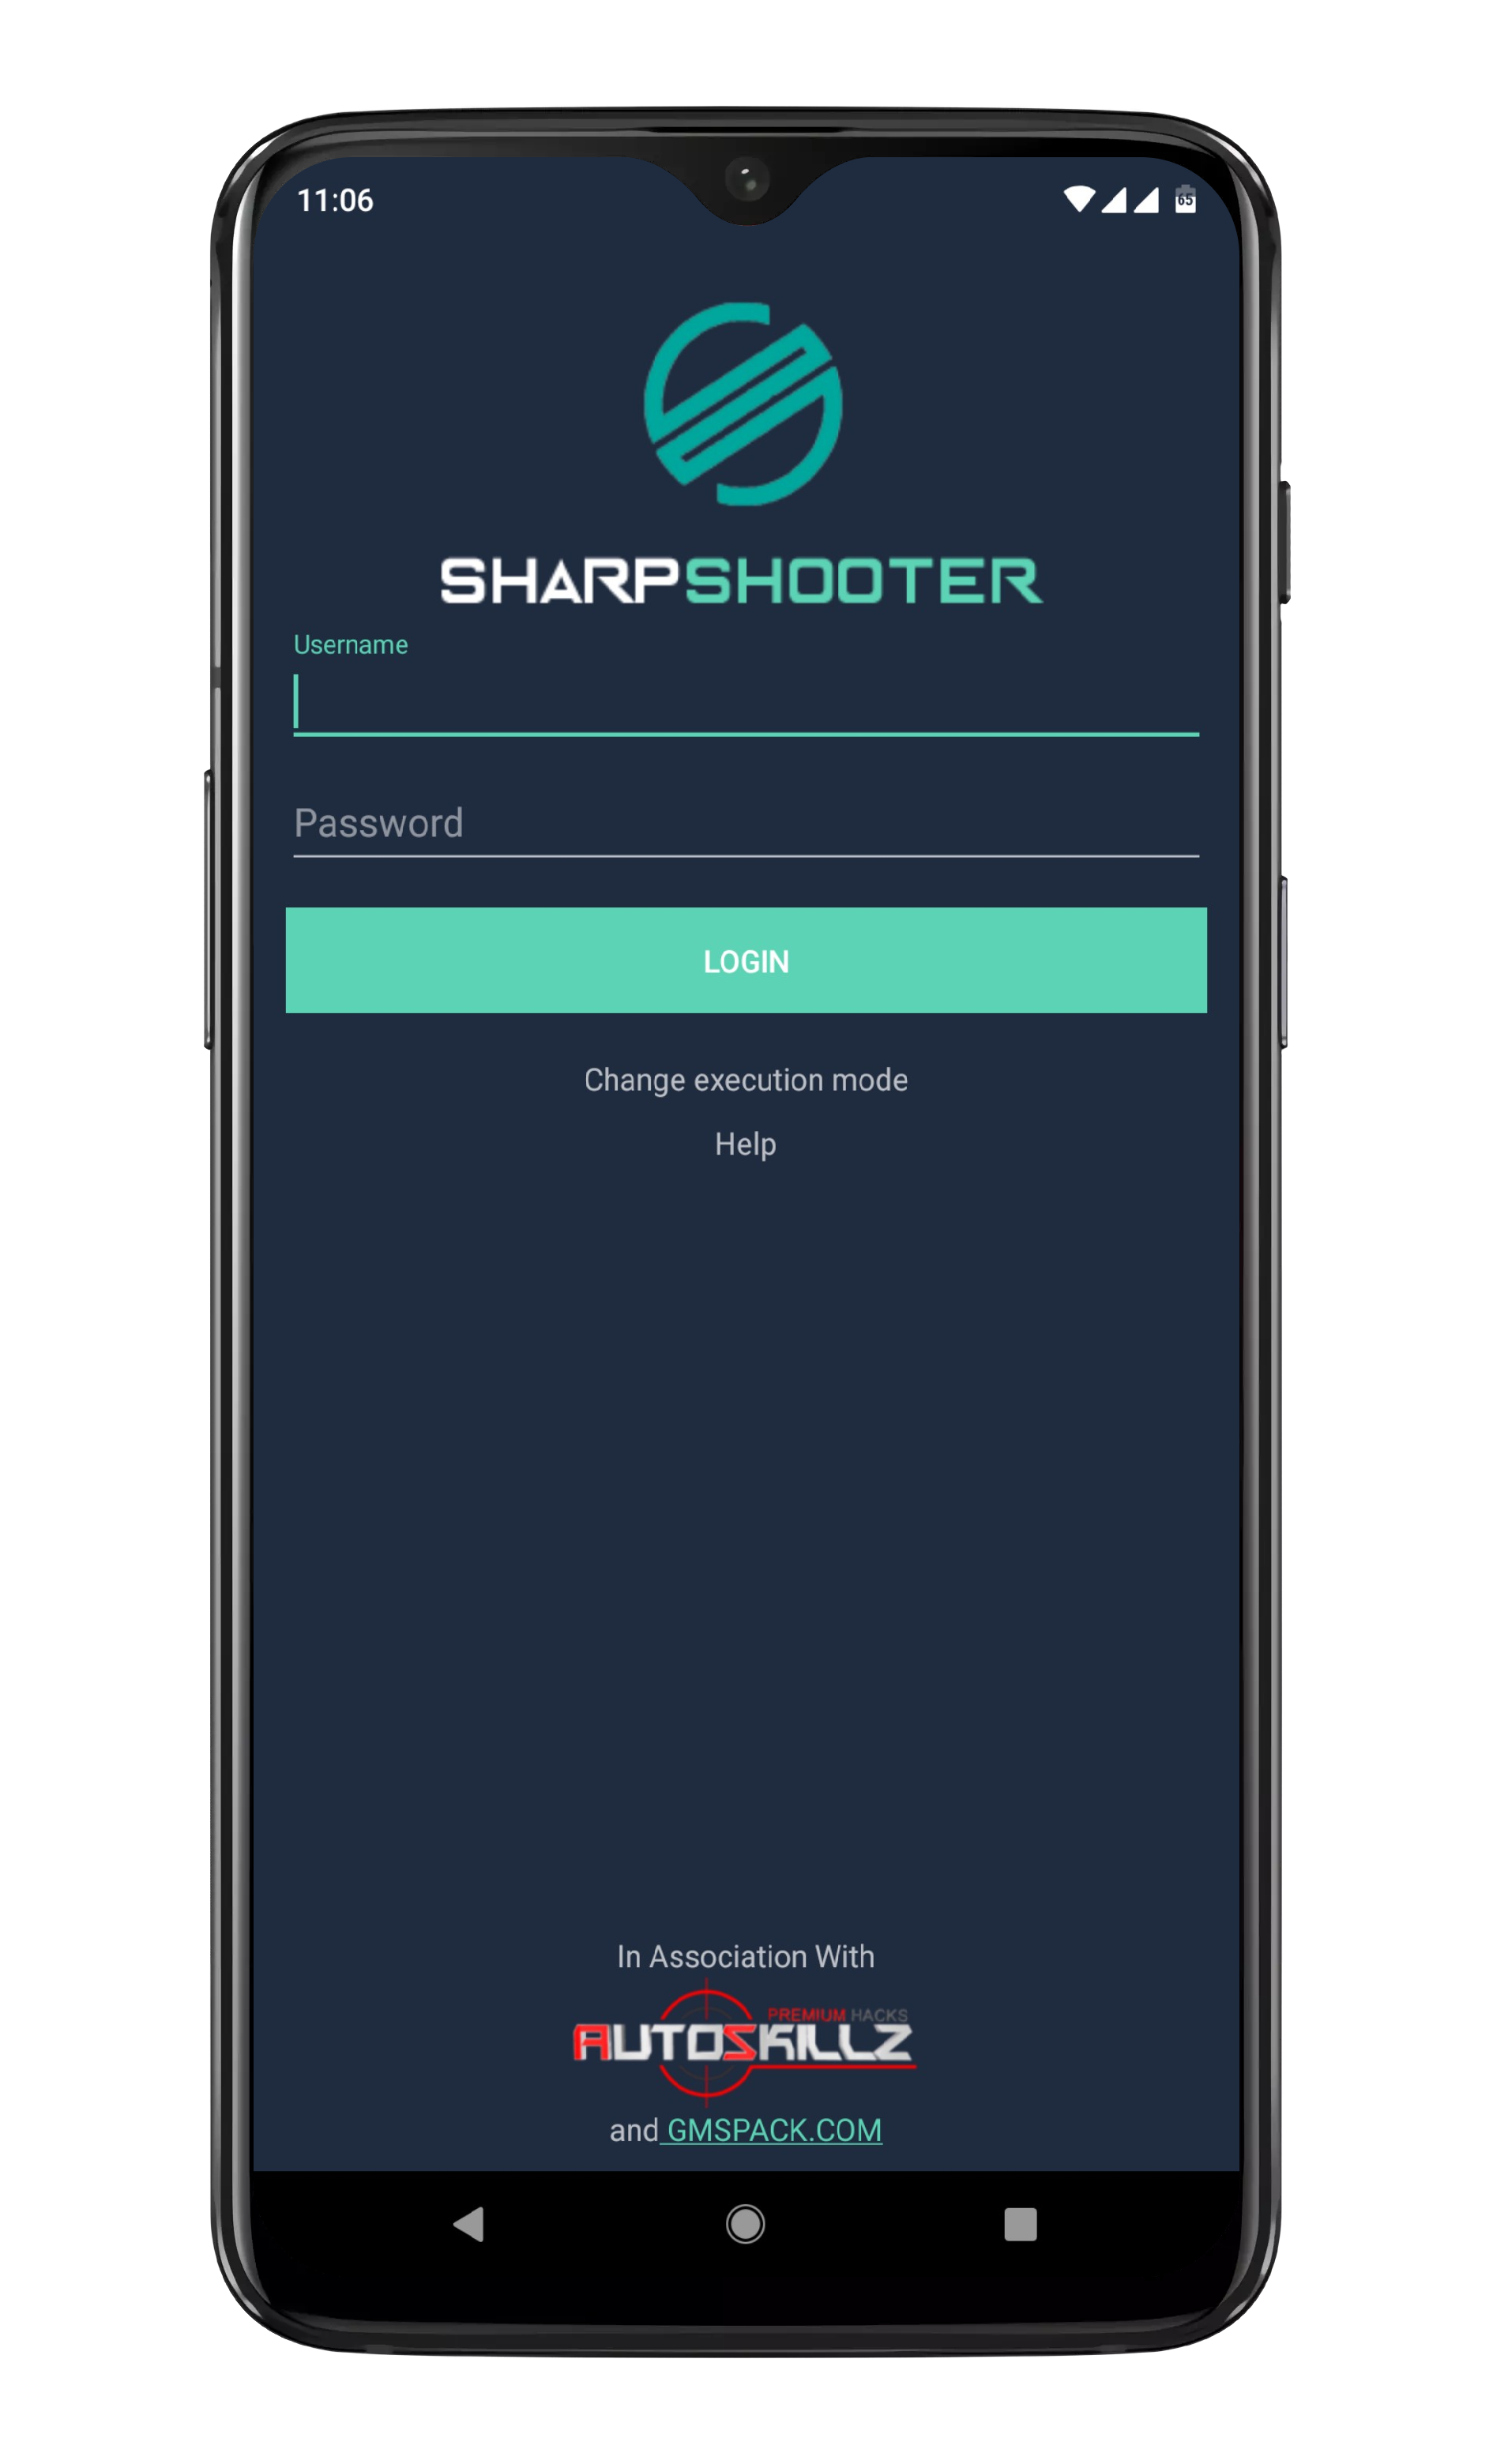 11:06
65
SHARPSHOOTER
Username
Password
LOGIN
Change execution mode
Help
In Association With
PREMIUM HACKS
AUTOSKILLZ
and GMSPACK.COM